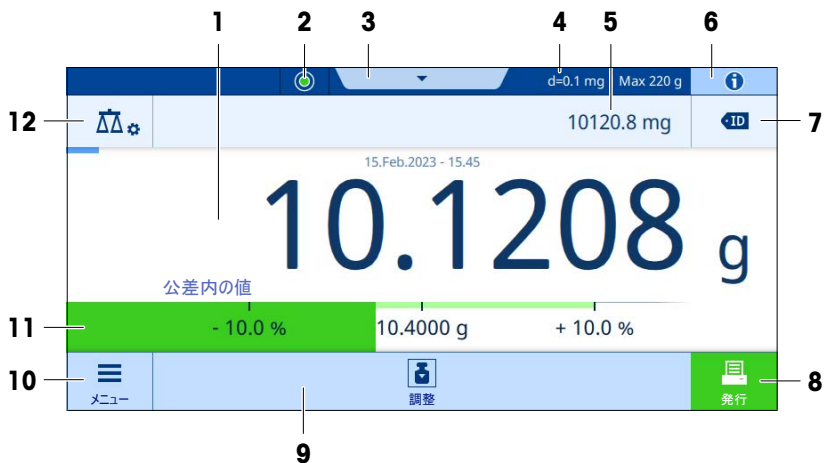 1 2 3 4 5 6
d=0.1 mg Max 220 g
12 10120.8 mg ID 7
15.Feb.2023 - 15.45
10.1208 g
公差内の値
11 - 10.0 % 10.4000 g + 10.0 %
10 メニュー 調整 発行 8
9